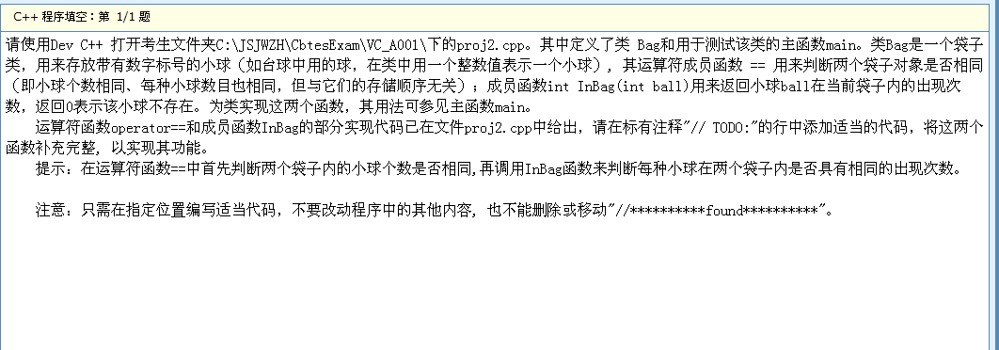 C++ 程序填空：第 1/1 题
请使用Dev C++ 打开考生文件夹C:\JSJWZH\CbtesExam\VC_A001\下的proj2.cpp。其中定义了类 Bag和用于测试该类的主函数main。类Bag是一个袋子
类，用来存放带有数字标号的小球（如台球中用的球，在类中用一个整数值表示一个小球），其运算符成员函数 == 用来判断两个袋子对象是否相同
（即小球个数相同、每种小球数目也相同，但与它们的存储顺序无关）；成员函数int InBag(int ball)用来返回小球ball在当前袋子内的出现次
数，返回0表示该小球不存在。为类实现这两个函数，其用法可参见主函数main。
运算符函数operator==和成员函数InBag的部分实现代码已在文件proj2.cpp中给出，请在标有注释"// TODO:"的行中添加适当的代码，将这两个
函数补充完整, 以实现其功能。
提示：在运算符函数==中首先判断两个袋子内的小球个数是否相同,再调用InBag函数来判断每种小球在两个袋子内是否具有相同的出现次数。
注意：只需在指定位置编写适当代码，不要改动程序中的其他内容, 也不能删除或移动"//**********found**********"。